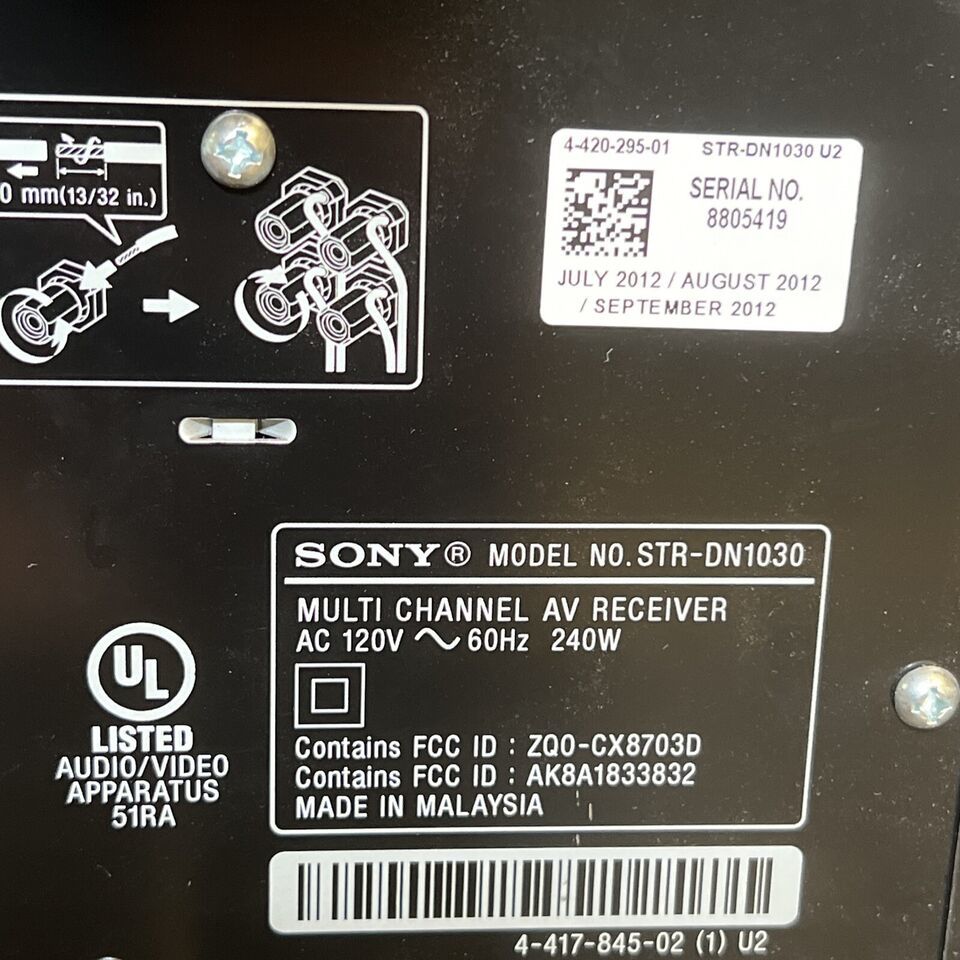 0 mm(13/32 in.)
4-420-295-01 STR-DN1030 U2
SERIAL NO.
8805419
JULY 2012 / AUGUST 2012
/ SEPTEMBER 2012
SONY® MODEL NO. STR-DN1030
MULTI CHANNEL AV RECEIVER
AC 120V ~ 60Hz 240W
Contains FCC ID : ZQ0-CX8703D
Contains FCC ID : AK8A1833832
MADE IN MALAYSIA
UL
LISTED
AUDIO/VIDEO
APPARATUS
51RA
4-417-845-02 (1) U2